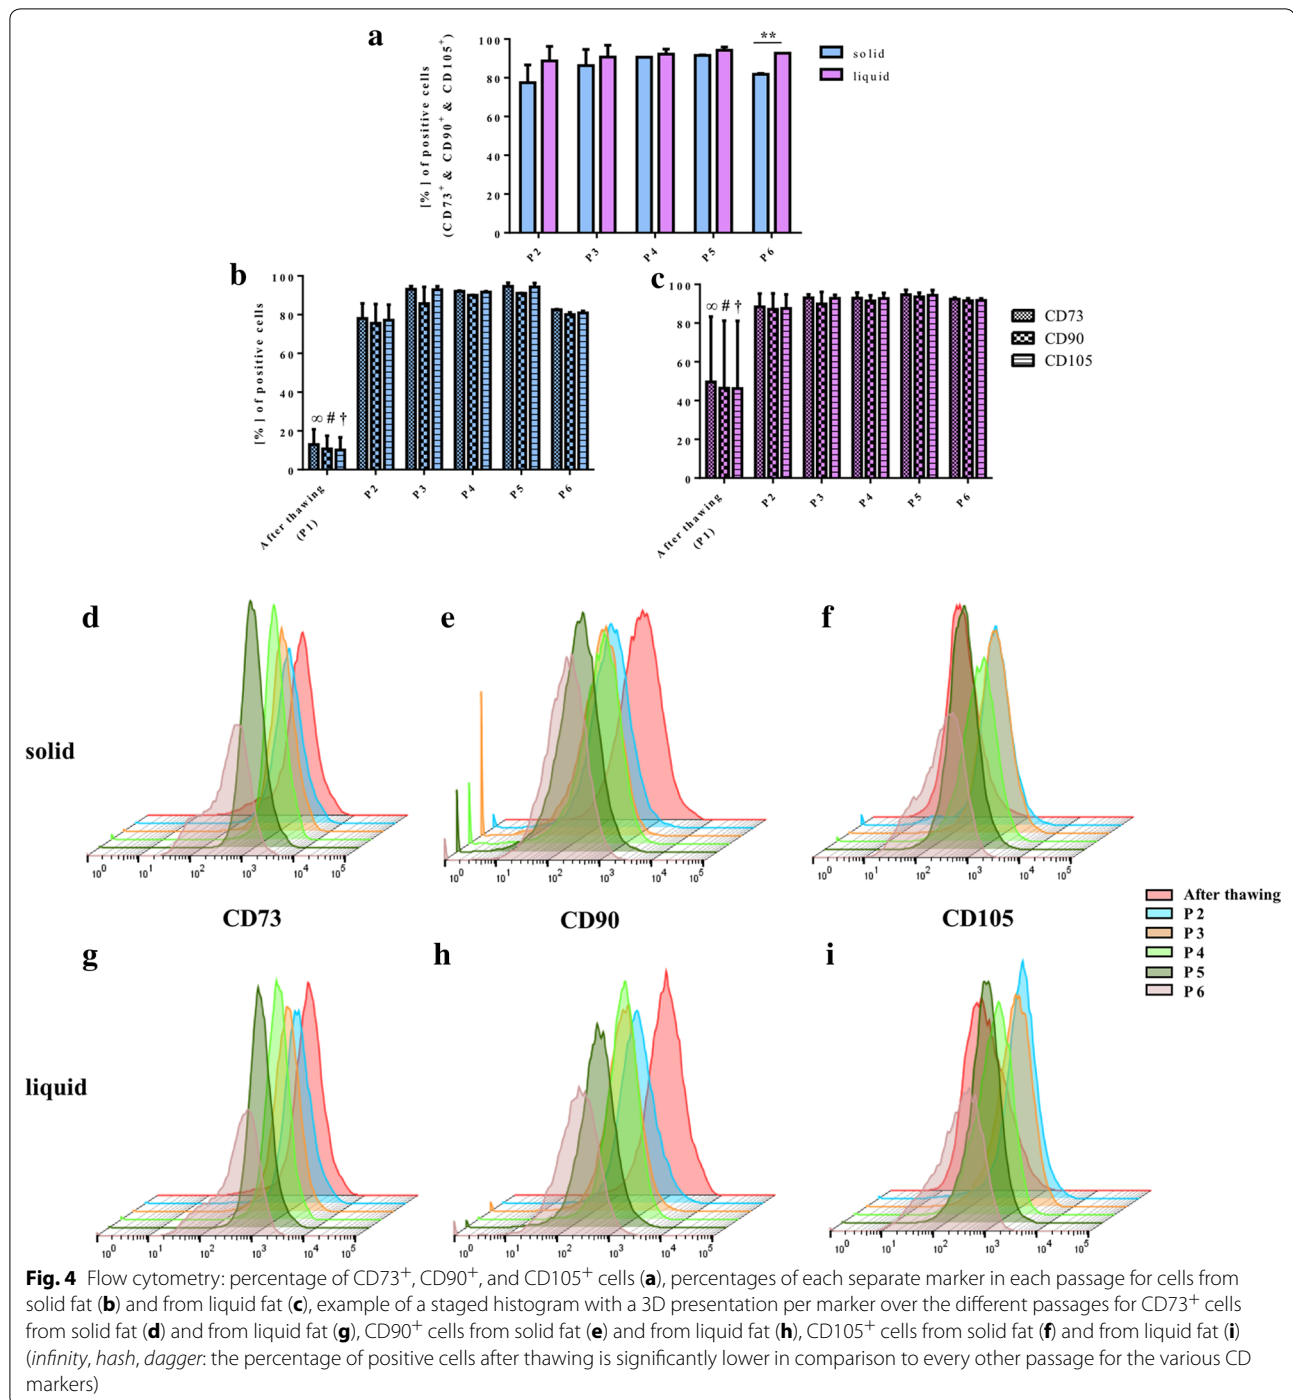 a
[%] of positive cells
(CD73+ & CD90+ & CD105+)
100
80
60
40
20
0
**
solid
liquid
P2
P3
P4
P5
P6
b
[%] of positive cells
100
80
60
40
20
0
∞ # †
After thawing
(P1)
P2
P3
P4
P5
P6
c
100
80
60
40
20
0
∞ # †
After thawing
(P1)
P2
P3
P4
P5
P6
CD73
CD90
CD105
d
e
f
solid
10^0 10^1 10^2 10^3 10^4 10^5
10^0 10^1 10^2 10^3 10^4 10^5
10^0 10^1 10^2 10^3 10^4 10^5
CD73
CD90
CD105
After thawing
P2
P3
P4
P5
P6
g
h
i
liquid
10^0 10^1 10^2 10^3 10^4 10^5
10^0 10^1 10^2 10^3 10^4 10^5
10^0 10^1 10^2 10^3 10^4 10^5
Fig. 4 Flow cytometry: percentage of CD73+, CD90+, and CD105+ cells (a), percentages of each separate marker in each passage for cells from
solid fat (b) and from liquid fat (c), example of a staged histogram with a 3D presentation per marker over the different passages for CD73+ cells
from solid fat (d) and from liquid fat (g), CD90+ cells from solid fat (e) and from liquid fat (h), CD105+ cells from solid fat (f) and from liquid fat (i)
(infinity, hash, dagger: the percentage of positive cells after thawing is significantly lower in comparison to every other passage for the various CD
markers)